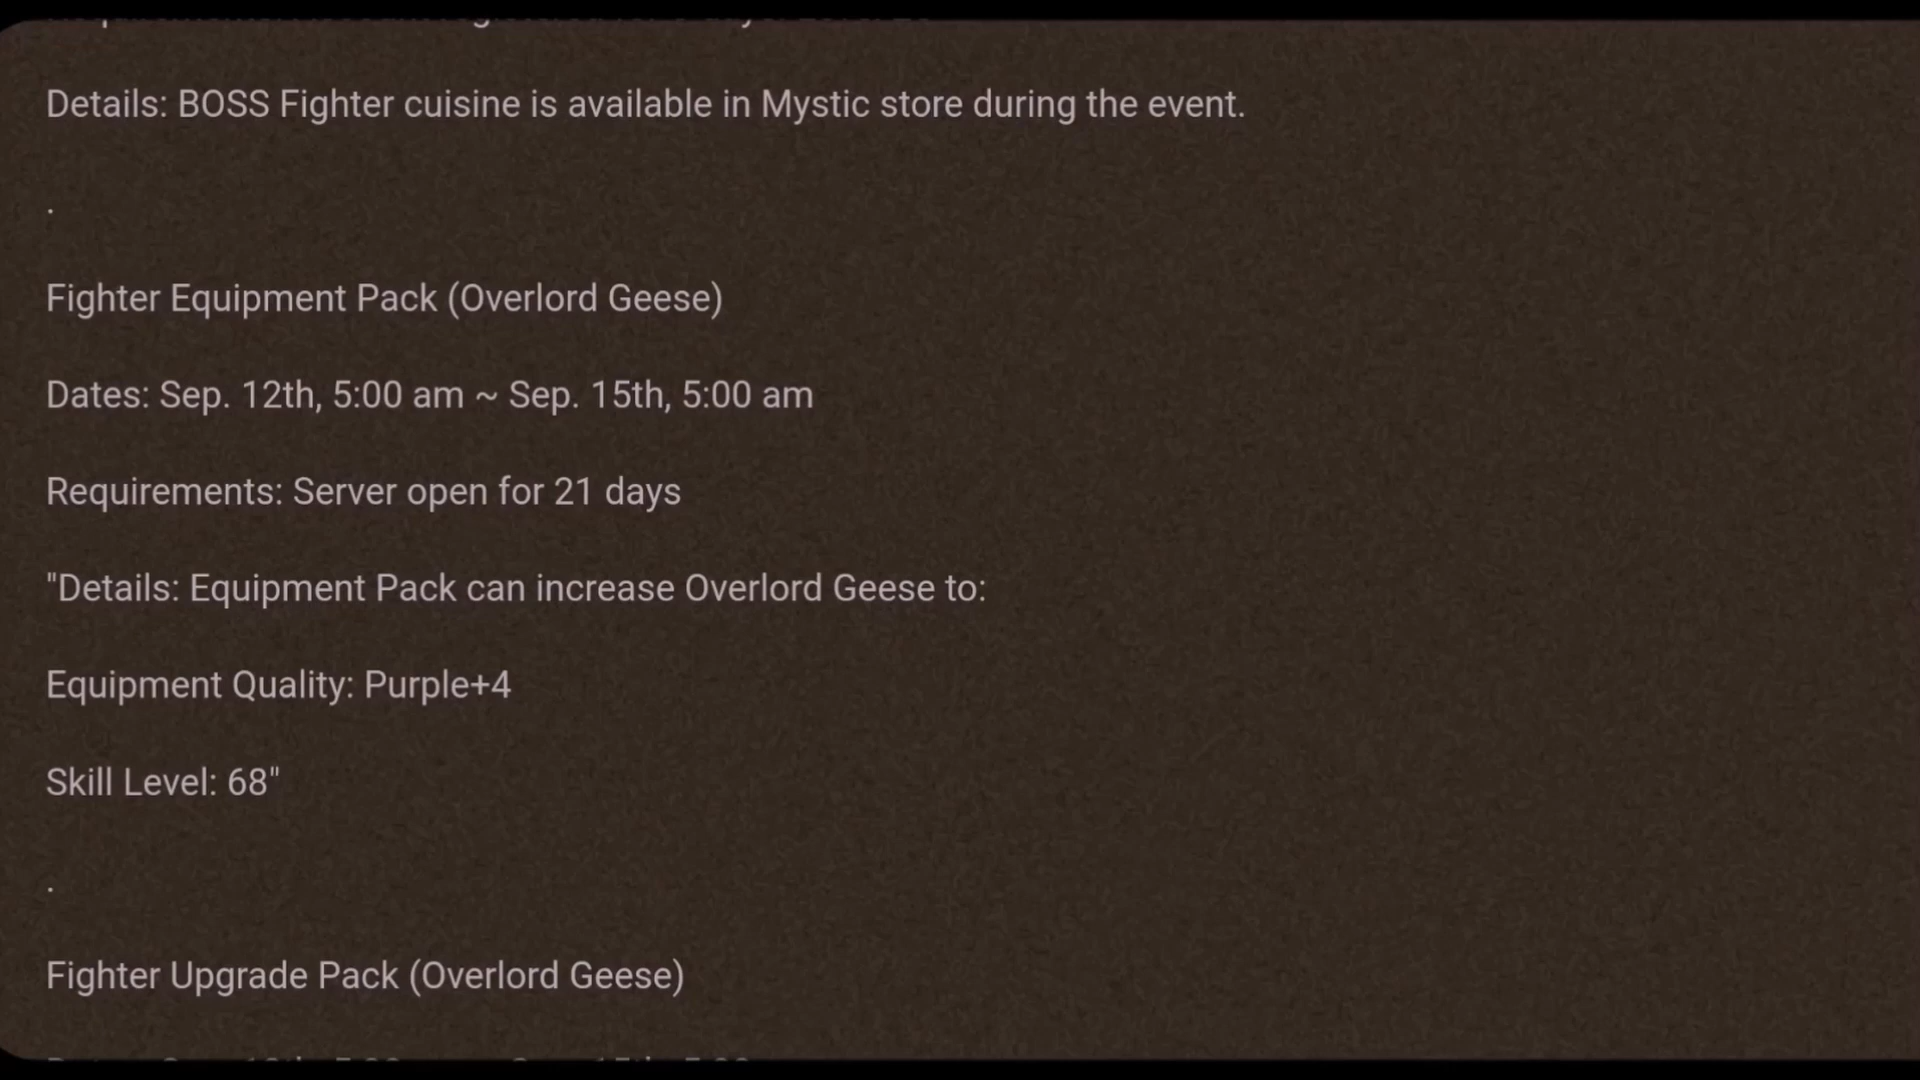 Details: BOSS Fighter cuisine is available in Mystic store during the event.
.
Fighter Equipment Pack (Overlord Geese)
Dates: Sep. 12th, 5:00 am ~ Sep. 15th, 5:00 am
Requirements: Server open for 21 days
"Details: Equipment Pack can increase Overlord Geese to:
Equipment Quality: Purple+4
Skill Level: 68"
.
Fighter Upgrade Pack (Overlord Geese)